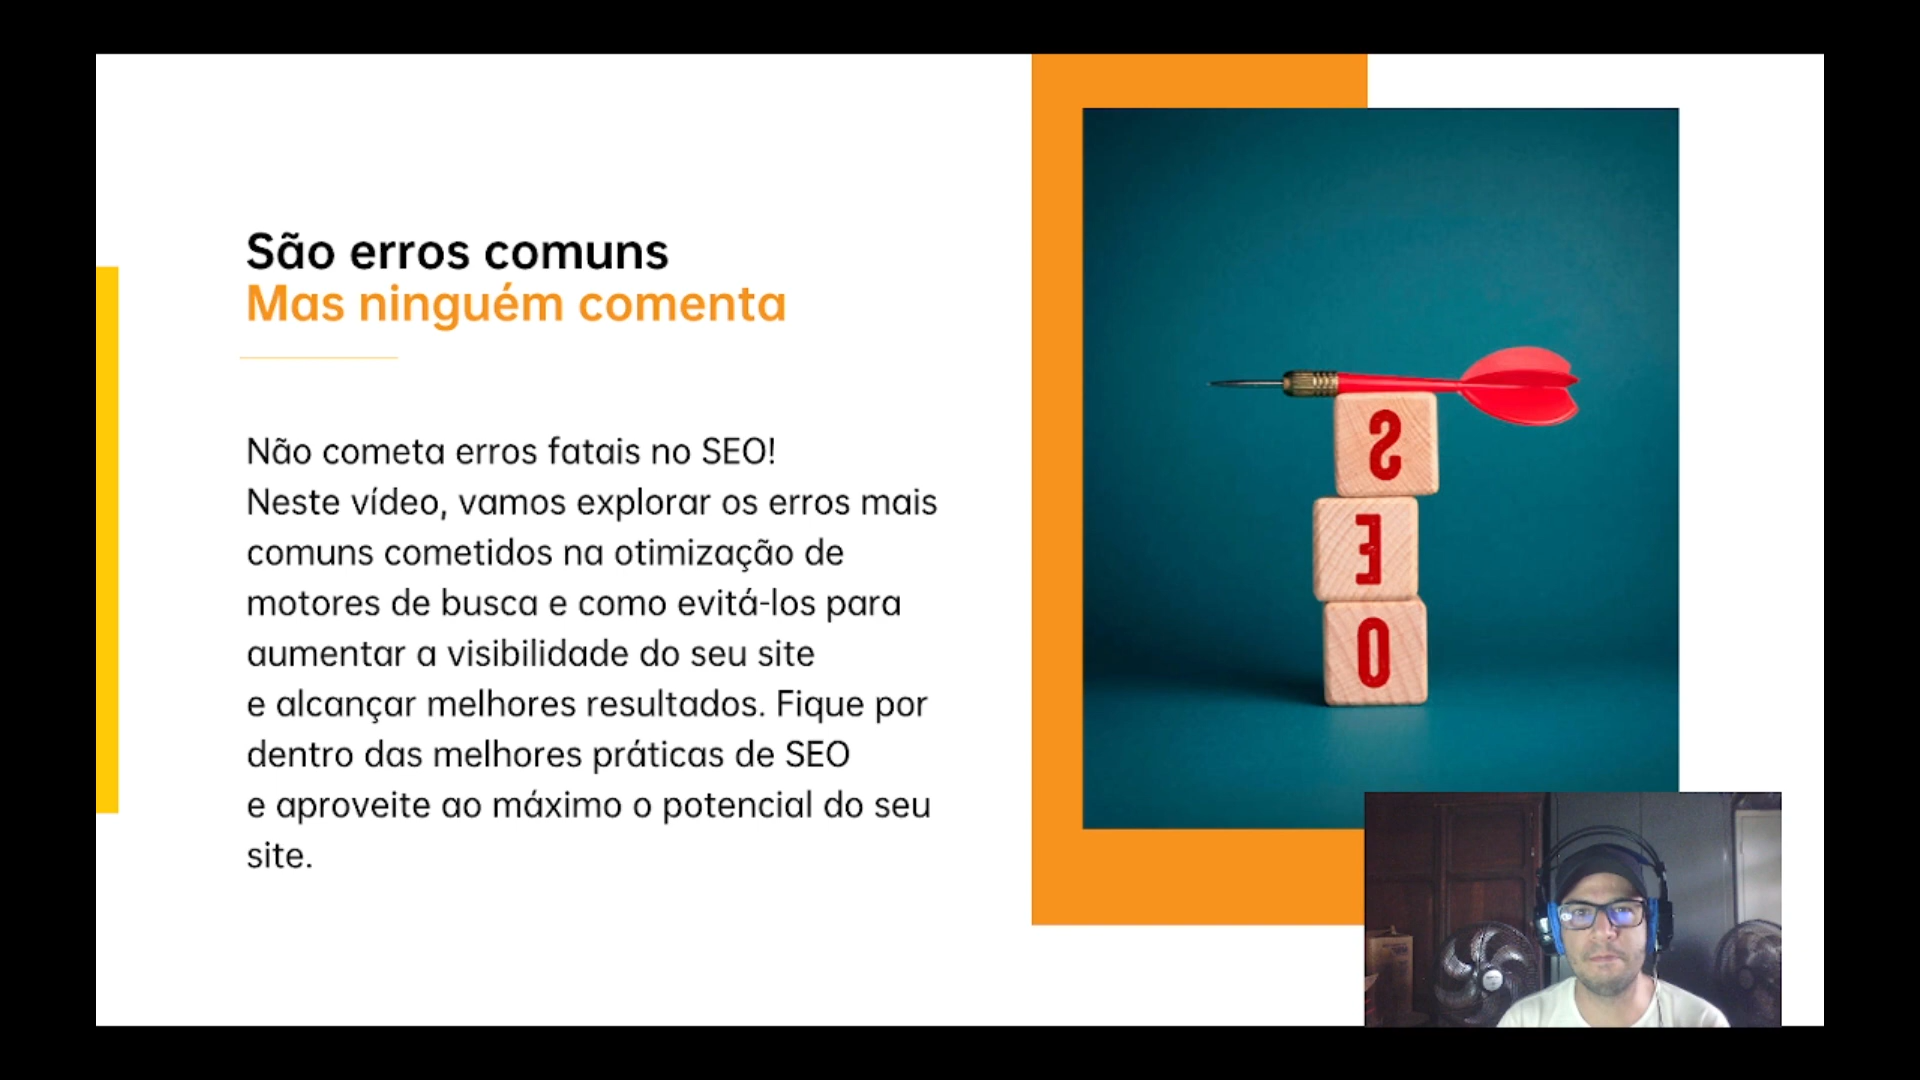 São erros comuns
Mas ninguém comenta
Não cometa erros fatais no SEO!
Neste vídeo, vamos explorar os erros mais
comuns cometidos na otimização de
motores de busca e como evitá-los para
aumentar a visibilidade do seu site
e alcançar melhores resultados. Fique por
dentro das melhores práticas de SEO
e aproveite ao máximo o potencial do seu
site.
S
E
O